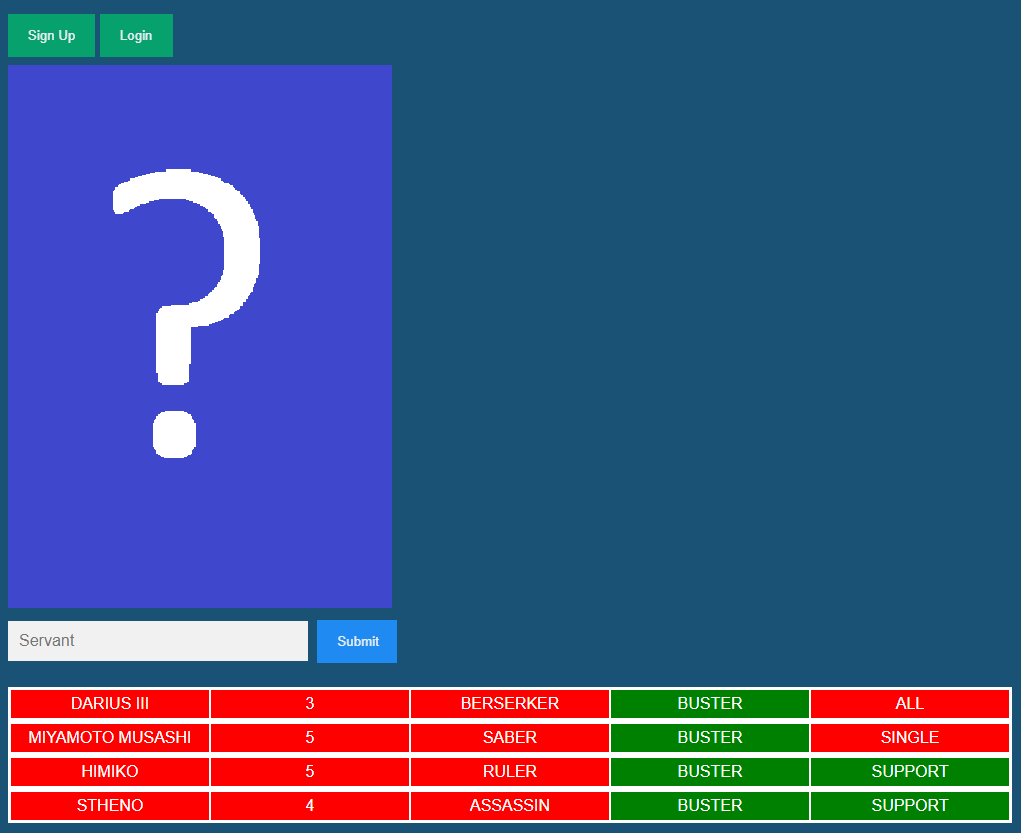 Sign Up Login
?
Servant Submit
DARIUS III 3 BERSERKER BUSTER ALL
MIYAMOTO MUSASHI 5 SABER BUSTER SINGLE
HIMIKO 5 RULER BUSTER SUPPORT
STHENO 4 ASSASSIN BUSTER SUPPORT